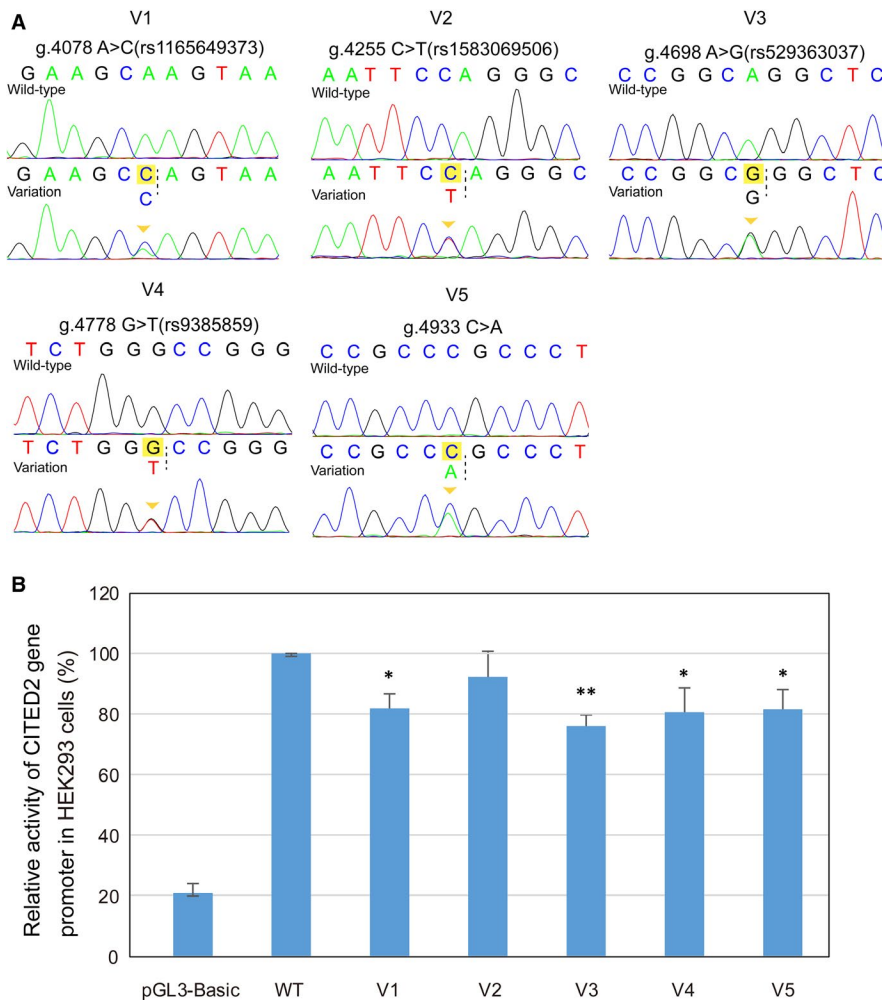 A
V1
g.4078 A>C(rs1165649373)
G A A G C A A G T A A
Wild-type
G A A G C C A G T A A
Variation
C
V2
g.4255 C>T(rs1583069506)
A A T T C C A G G G C
Wild-type
A A T T C C A G G G C
Variation
T
V3
g.4698 A>G(rs529363037)
C C G G C A G G C T C
Wild-type
C C G G C G G G C T C
Variation
G
V4
g.4778 G>T(rs9385859)
T C T G G G C C G G G
Wild-type
T C T G G G C C G G G
Variation
T
V5
g.4933 C>A
C C G C C C G C C C T
Wild-type
C C G C C C G C C C T
Variation
A
B
Relative activity of CITED2 gene
promoter in HEK293 cells (%)
120
100
80
60
40
20
0
* ** * *
pGL3-Basic WT V1 V2 V3 V4 V5